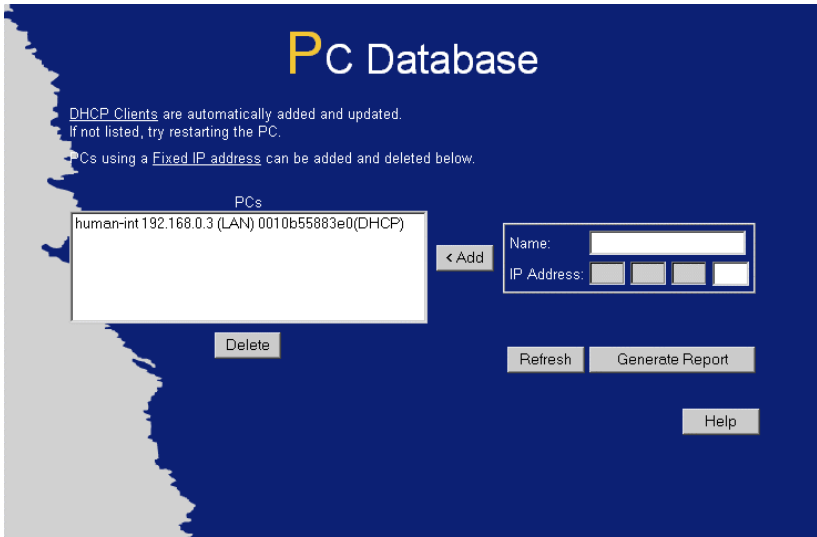 PC Database
DHCP Clients are automatically added and updated.
If not listed, try restarting the PC.
PCs using a Fixed IP address can be added and deleted below.
PCs
human-int 192.168.0.3 (LAN) 0010b55883e0(DHCP)
< Add
Name:
IP Address:
Delete
Refresh
Generate Report
Help